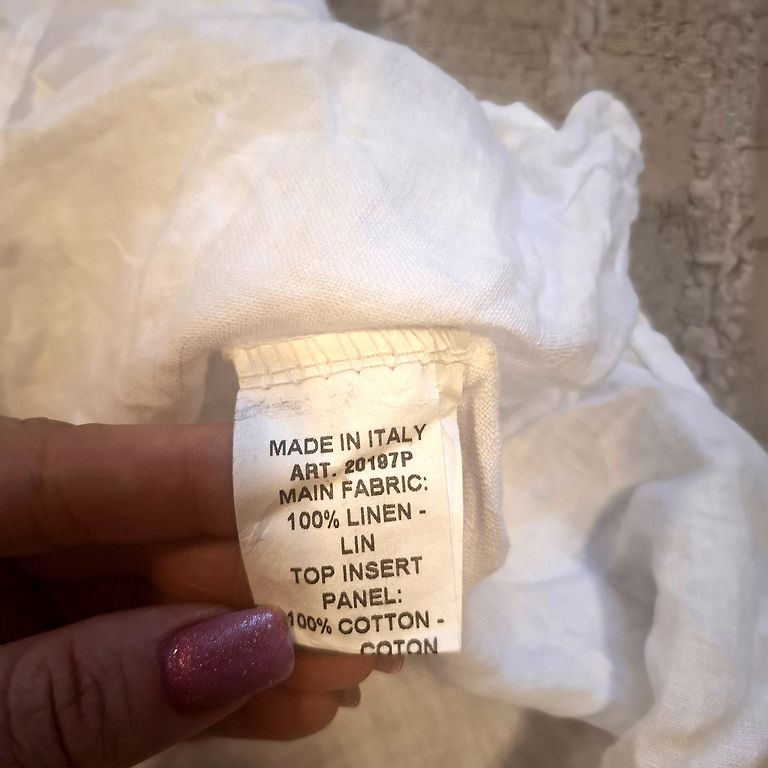 MADE IN ITALY
ART. 20197P
MAIN FABRIC:
100% LINEN -
LIN
TOP INSERT
PANEL:
100% COTTON -
COTON